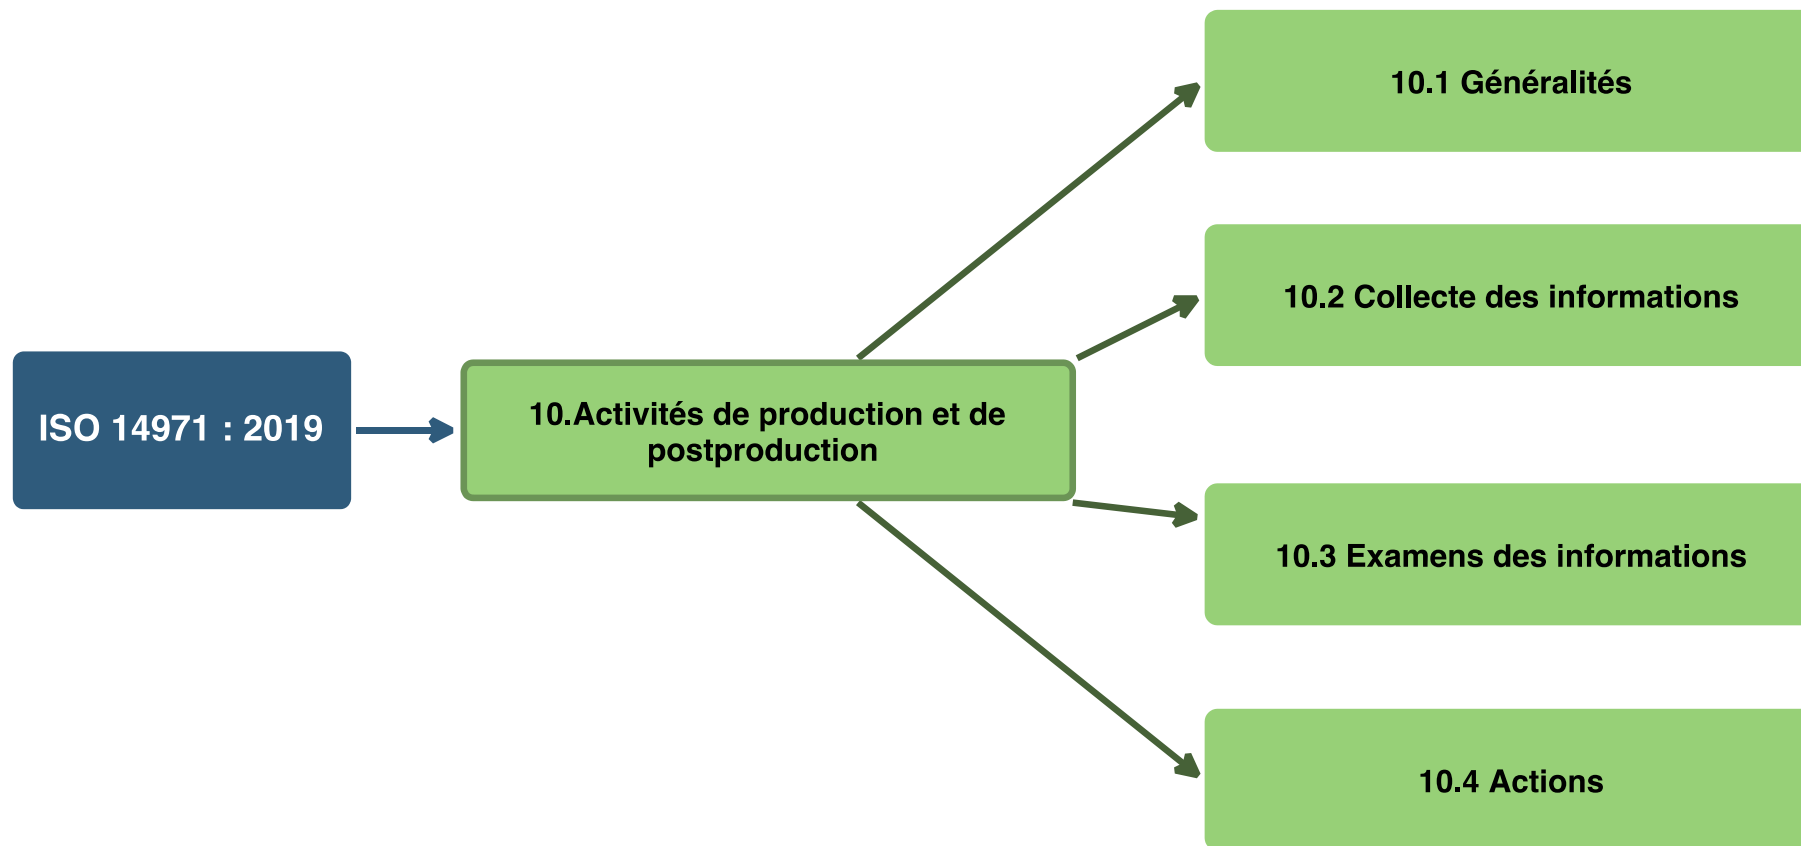 ISO 14971 : 2019
10.Activités de production et de
postproduction
10.1 Généralités
10.2 Collecte des informations
10.3 Examens des informations
10.4 Actions